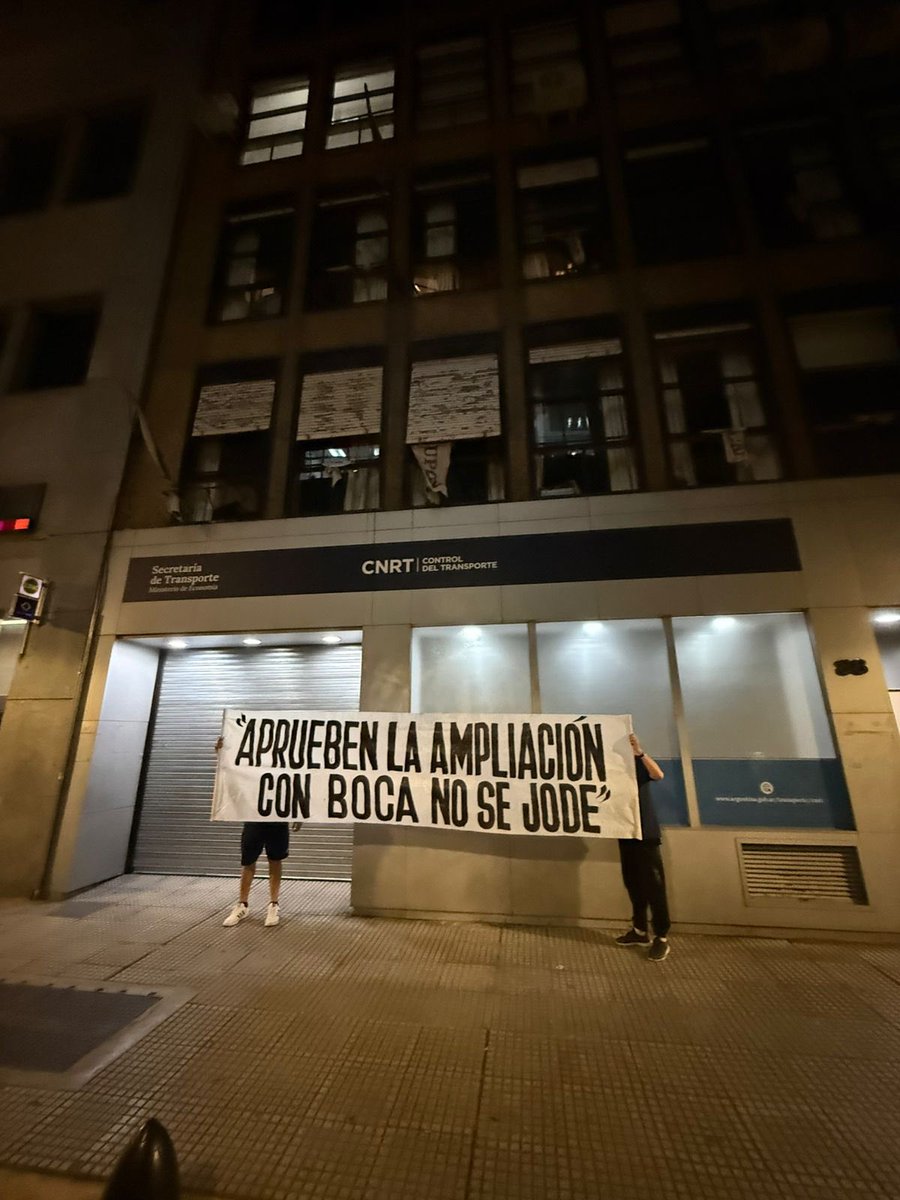 Secretaría
de Transporte
Ministerio de Economía
CNRT
CONTROL
DEL TRANSPORTE
"APRUEBEN LA AMPLIACIÓN
CON BOCA NO SE JODE"